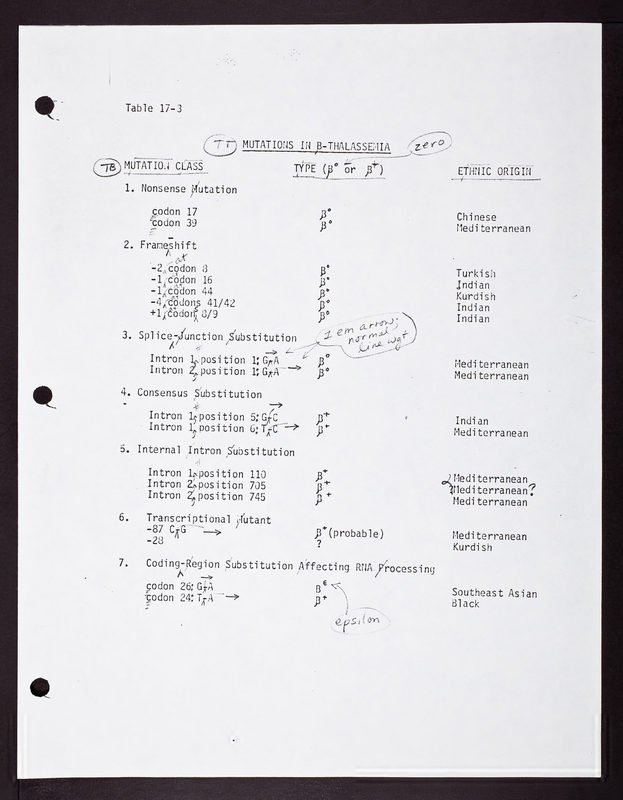 Table 17-3
TT MUTATIONS IN β-THALASSEMIA zero
TB MUTATION CLASS TYPE (β° or β⁺) ETHNIC ORIGIN
1. Nonsense Mutation
codon 17 β° Chinese
codon 39 β° Mediterranean
2. Frameshift
at
-2, codon 8 β° Turkish
-1, codon 16 β° Indian
-1, codon 44 β° Kurdish
-4, codons 41/42 β° Indian
+1, codons 8/9 β° Indian
3. Splice-Junction Substitution
1 em arrow; normal line wgt
Intron 1, position 1: G→A β° Mediterranean
Intron 2, position 1: G→A β° Mediterranean
4. Consensus Substitution
Intron 1, position 5: G→C β⁺ Indian
Intron 1, position 6: T→C β⁺ Mediterranean
5. Internal Intron Substitution
Intron 1, position 110 β⁺ Mediterranean
Intron 2, position 705 β⁺ Mediterranean?
Intron 2, position 745 β⁺ Mediterranean
6. Transcriptional Mutant
-87 C→G β⁺(probable) Mediterranean
-28 ? Kurdish
7. Coding-Region Substitution Affecting RNA Processing
codon 26: G→A βᵋ Southeast Asian
codon 24: T→A β⁺ Black
epsilon